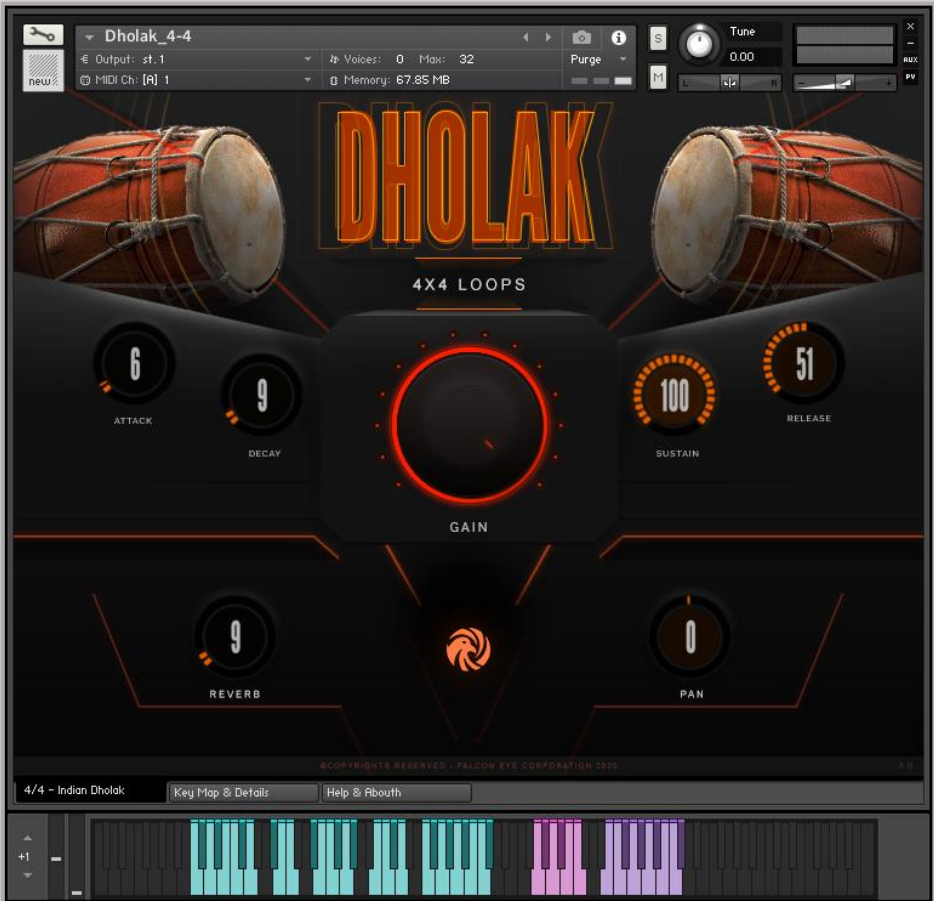 Dholak_4-4
Output: st.1
Voices: 0 Max: 32
Purge
MIDI Ch: [A] 1
Memory: 67.85 MB
new
S
M
Tune
0.00
L R
- +
×
-
AUX
PV
DHOLAK
4X4 LOOPS
6
ATTACK
9
DECAY
100
SUSTAIN
51
RELEASE
GAIN
9
REVERB
0
PAN
©COPYRIGHTS RESERVED - FALCON EYE CORPORATION 2020
AB
4/4 - Indian Dholak
Key Map & Details
Help & Abouth
+1